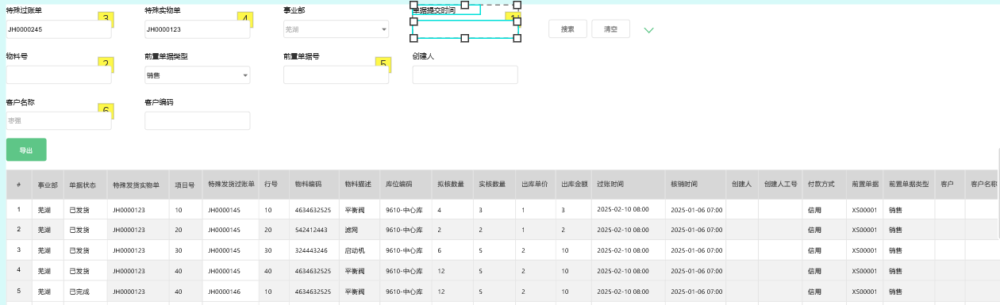 特殊过账单 特殊实物单 事业部 单据提交时间
3 4 1
JH0000245 JH0000123 芜湖 搜索 清空
物料号 前置单据类型 前置单据号 创建人
2 5
销售
客户名称 客户编码
6
枣强
导出
# 事业部 单据状态 特殊发货实物单 项目号 特殊发货过账单 行号 物料编码 物料描述 库位编码 拟核数量 实核数量 出库单价 出库金额 过账时间 核销时间 创建人 创建人工号 付款方式 前置单据 前置单据类型 客户 客户名称
1 芜湖 已发货 JH0000123 10 JH0000145 10 4634632525 平衡阀 9610-中心库 4 3 1 3 2025-02-10 08:00 2025-01-06 07:00 信用 XS00001 销售
2 芜湖 已发货 JH0000123 20 JH0000145 20 542412443 滤网 9610-中心库 2 2 1 2 2025-02-10 08:00 2025-01-06 07:00 信用 XS00001 销售
3 芜湖 已发货 JH0000123 30 JH0000145 30 324443246 启动机 9610-中心库 6 5 2 10 2025-02-10 08:00 2025-01-06 07:00 信用 XS00001 销售
4 芜湖 已发货 JH0000123 40 JH0000145 40 4634632525 平衡阀 9610-中心库 12 5 2 10 2025-02-10 08:00 2025-01-06 07:00 信用 XS00001 销售
5 芜湖 已完成 JH0000123 40 JH0000146 10 4634632525 平衡阀 9610-中心库 12 5 2 10 2025-02-10 08:00 2025-01-06 07:00 信用 XS00001 销售